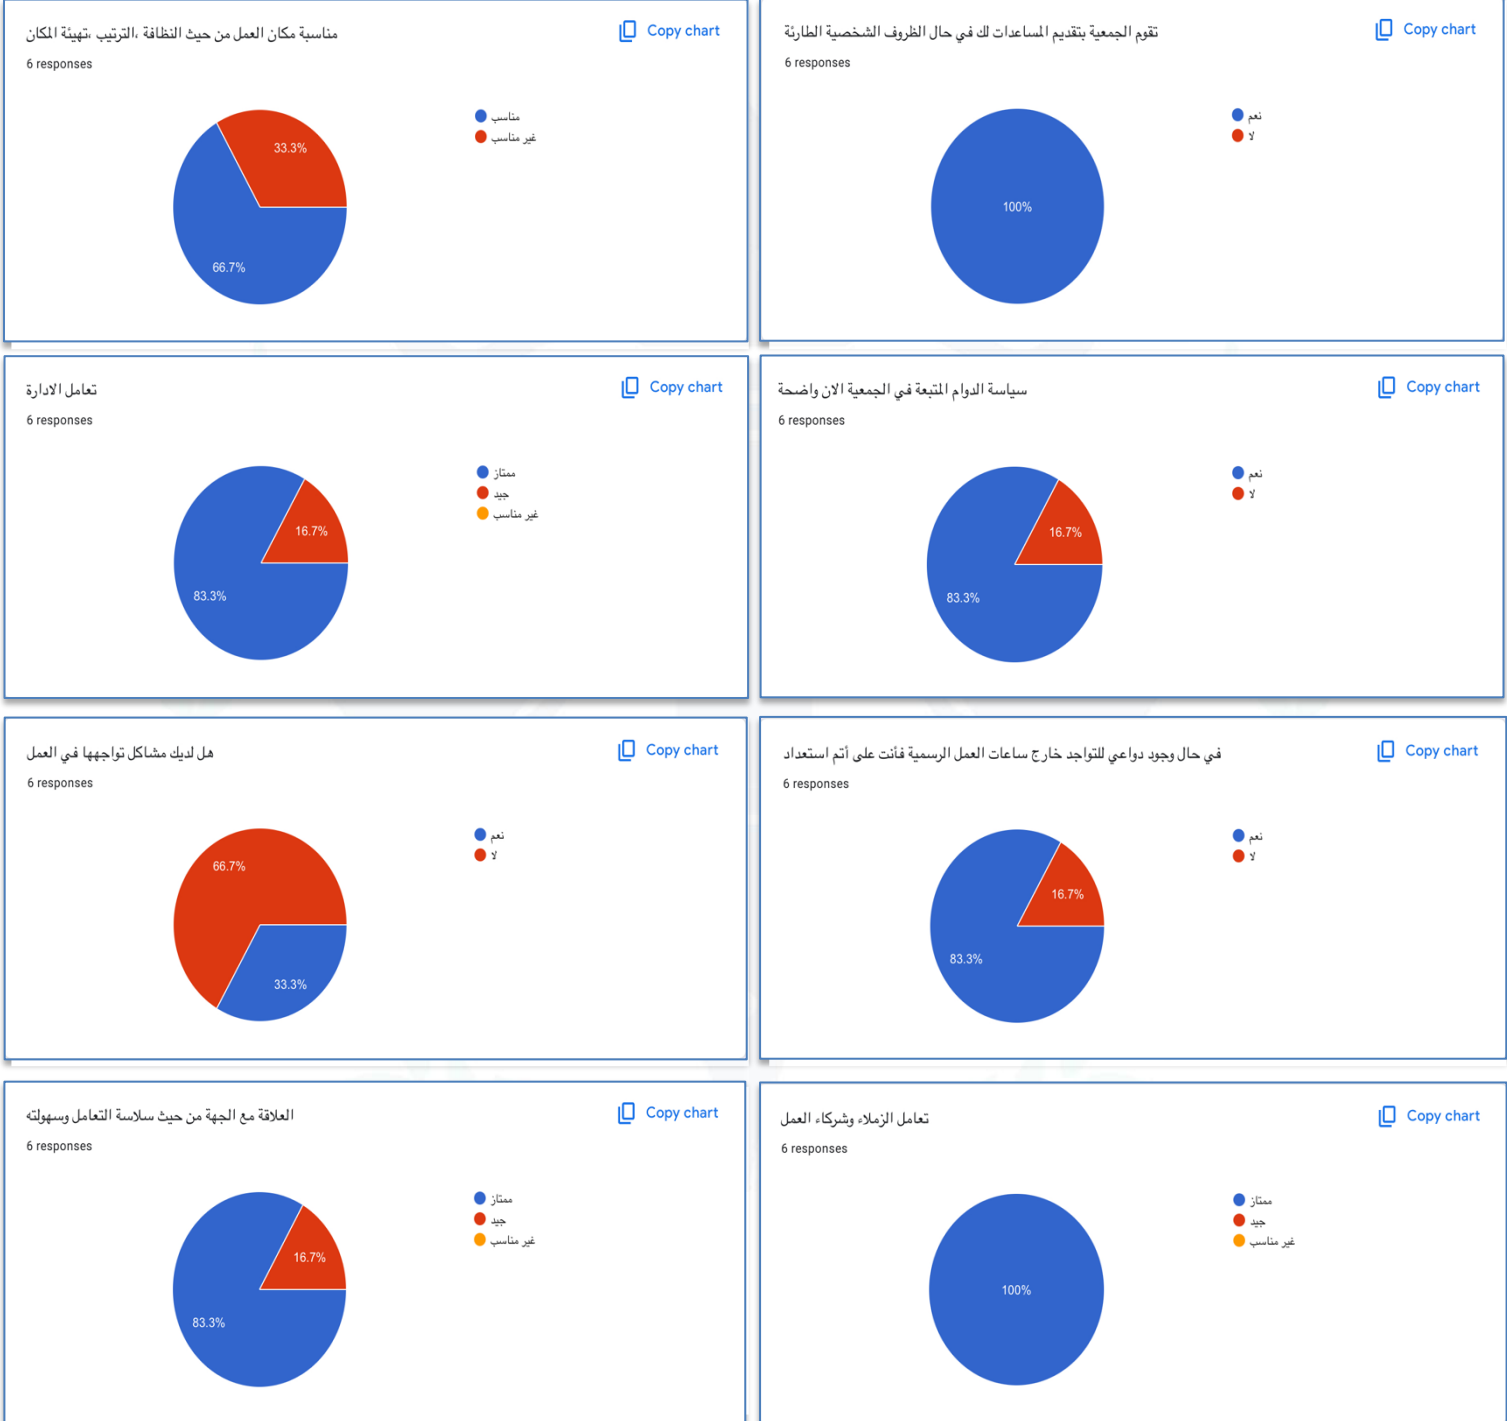 مناسبة مكان العمل من حيث النظافة ،الترتيب ،تهيئة المكان
Copy chart
6 responses
مناسب
غير مناسب
33.3%
66.7%
تقوم الجمعية بتقديم المساعدات لك في حال الظروف الشخصية الطارئة
Copy chart
6 responses
نعم
لا
100%
تعامل الادارة
Copy chart
6 responses
ممتاز
جيد
غير مناسب
16.7%
83.3%
سياسة الدوام المتبعة في الجمعية الان واضحة
Copy chart
6 responses
نعم
لا
16.7%
83.3%
هل لديك مشاكل تواجهها في العمل
Copy chart
6 responses
نعم
لا
66.7%
33.3%
في حال وجود دواعي للتواجد خارج ساعات العمل الرسمية فأنت على أتم استعداد
Copy chart
6 responses
نعم
لا
16.7%
83.3%
العلاقة مع الجهة من حيث سلاسة التعامل وسهولته
Copy chart
6 responses
ممتاز
جيد
غير مناسب
16.7%
83.3%
تعامل الزملاء وشركاء العمل
Copy chart
6 responses
ممتاز
جيد
غير مناسب
100%